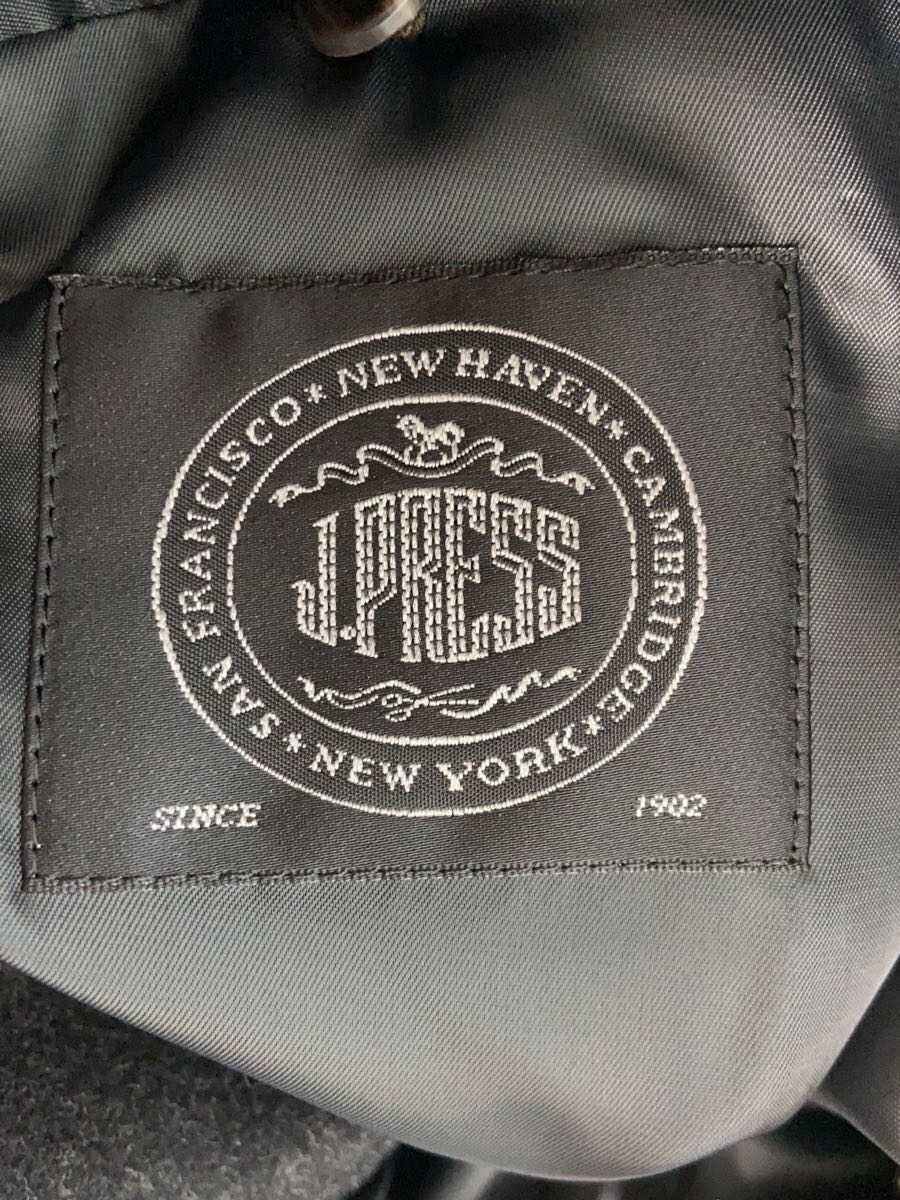 SAN FRANCISCO * NEW HAVEN * CAMBRIDGE * NEW YORK *
J.PRESS
SINCE 1902